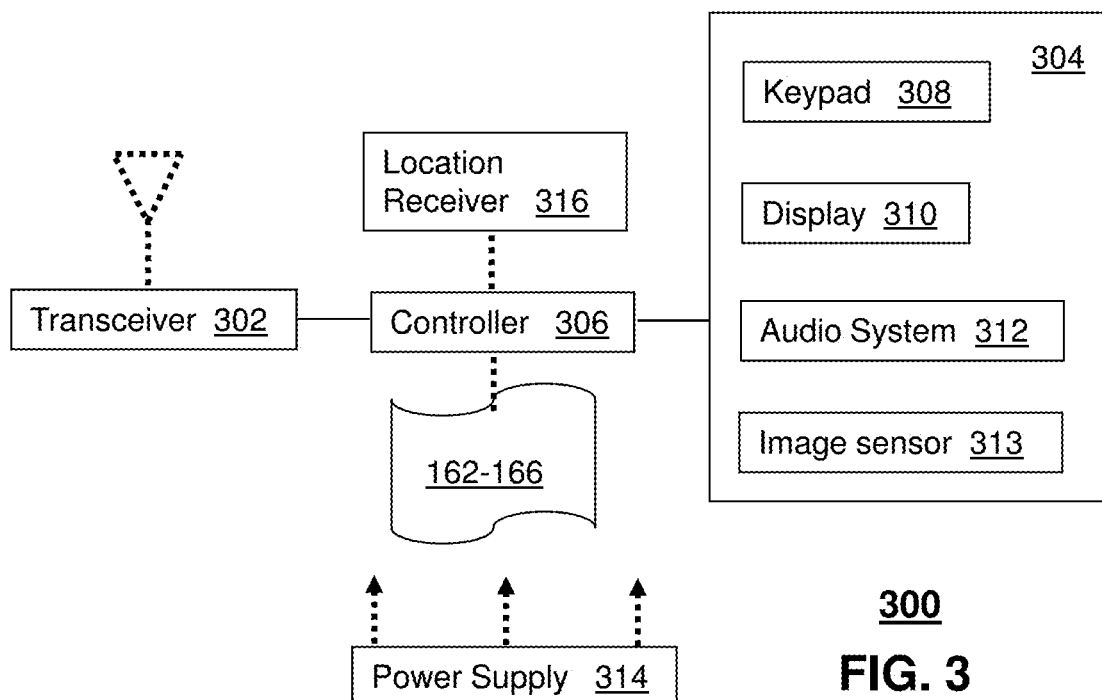 304
Keypad 308
Location
Receiver 316
Display 310
Transceiver 302
Controller 306
Audio System 312
Image sensor 313
162-166
300
Power Supply 314
FIG. 3